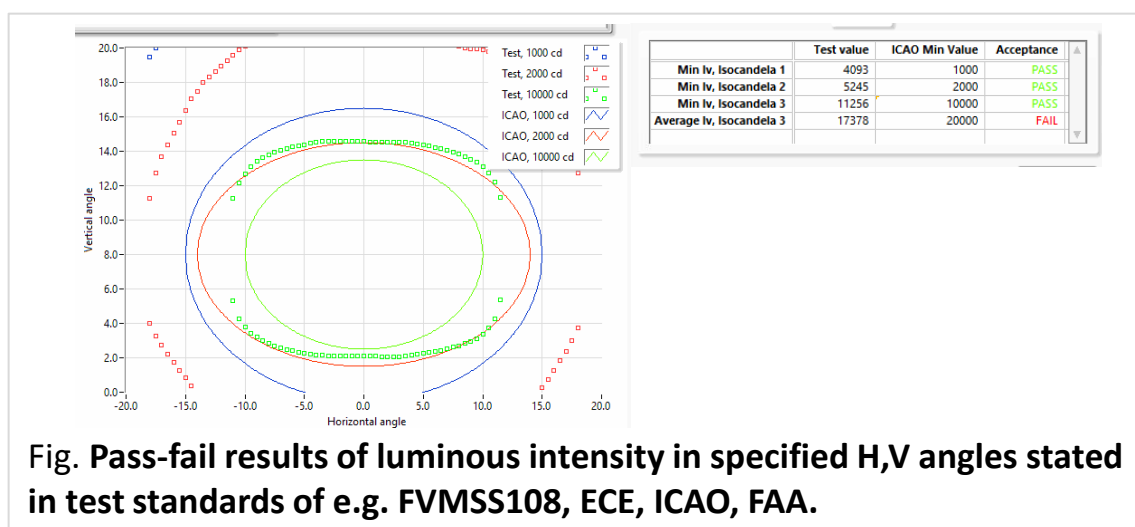 20.0
18.0
16.0
14.0
12.0
10.0
8.0
6.0
4.0
2.0
0.0
Vertical angle
-20.0 -15.0 -10.0 -5.0 0.0 5.0 10.0 15.0 20.0
Horizontal angle
Test, 1000 cd
Test, 2000 cd
Test, 10000 cd
ICAO, 1000 cd
ICAO, 2000 cd
ICAO, 10000 cd
Test value ICAO Min Value Acceptance
Min Iv, Isocandela 1 4093 1000 PASS
Min Iv, Isocandela 2 5245 2000 PASS
Min Iv, Isocandela 3 11256 10000 PASS
Average Iv, Isocandela 3 17378 20000 FAIL
Fig. Pass-fail results of luminous intensity in specified H,V angles stated
in test standards of e.g. FVMSS108, ECE, ICAO, FAA.